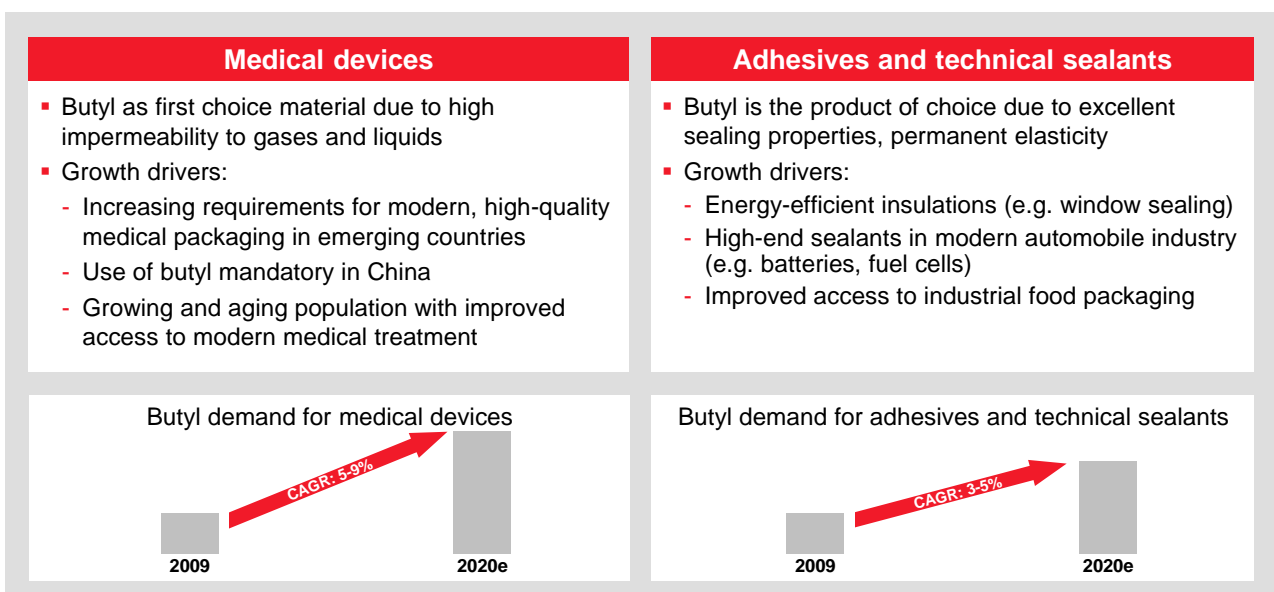 Medical devices
▪ Butyl as first choice material due to high
impermeability to gases and liquids
▪ Growth drivers:
- Increasing requirements for modern, high-quality
medical packaging in emerging countries
- Use of butyl mandatory in China
- Growing and aging population with improved
access to modern medical treatment
Adhesives and technical sealants
▪ Butyl is the product of choice due to excellent
sealing properties, permanent elasticity
▪ Growth drivers:
- Energy-efficient insulations (e.g. window sealing)
- High-end sealants in modern automobile industry
(e.g. batteries, fuel cells)
- Improved access to industrial food packaging
Butyl demand for medical devices
CAGR: 5-9%
2009
2020e
Butyl demand for adhesives and technical sealants
CAGR: 3-5%
2009
2020e